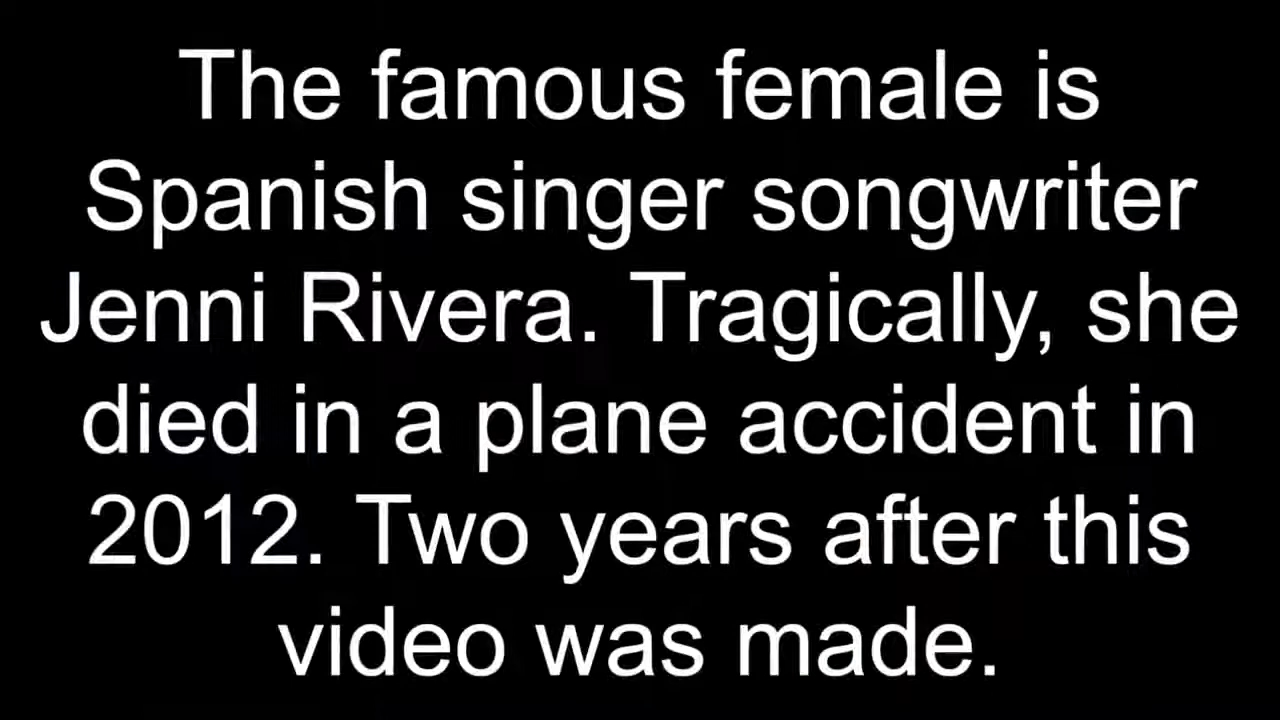 The famous female is
Spanish singer songwriter
Jenni Rivera. Tragically, she
died in a plane accident in
2012. Two years after this
video was made.